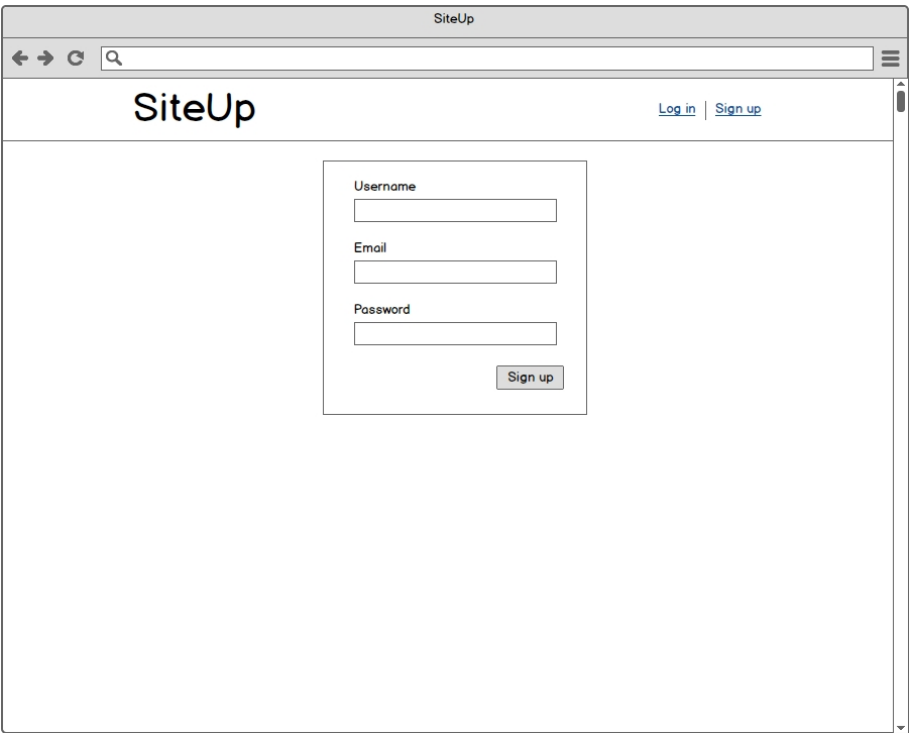 SiteUp
SiteUp
Log in | Sign up
Username
Email
Password
Sign up